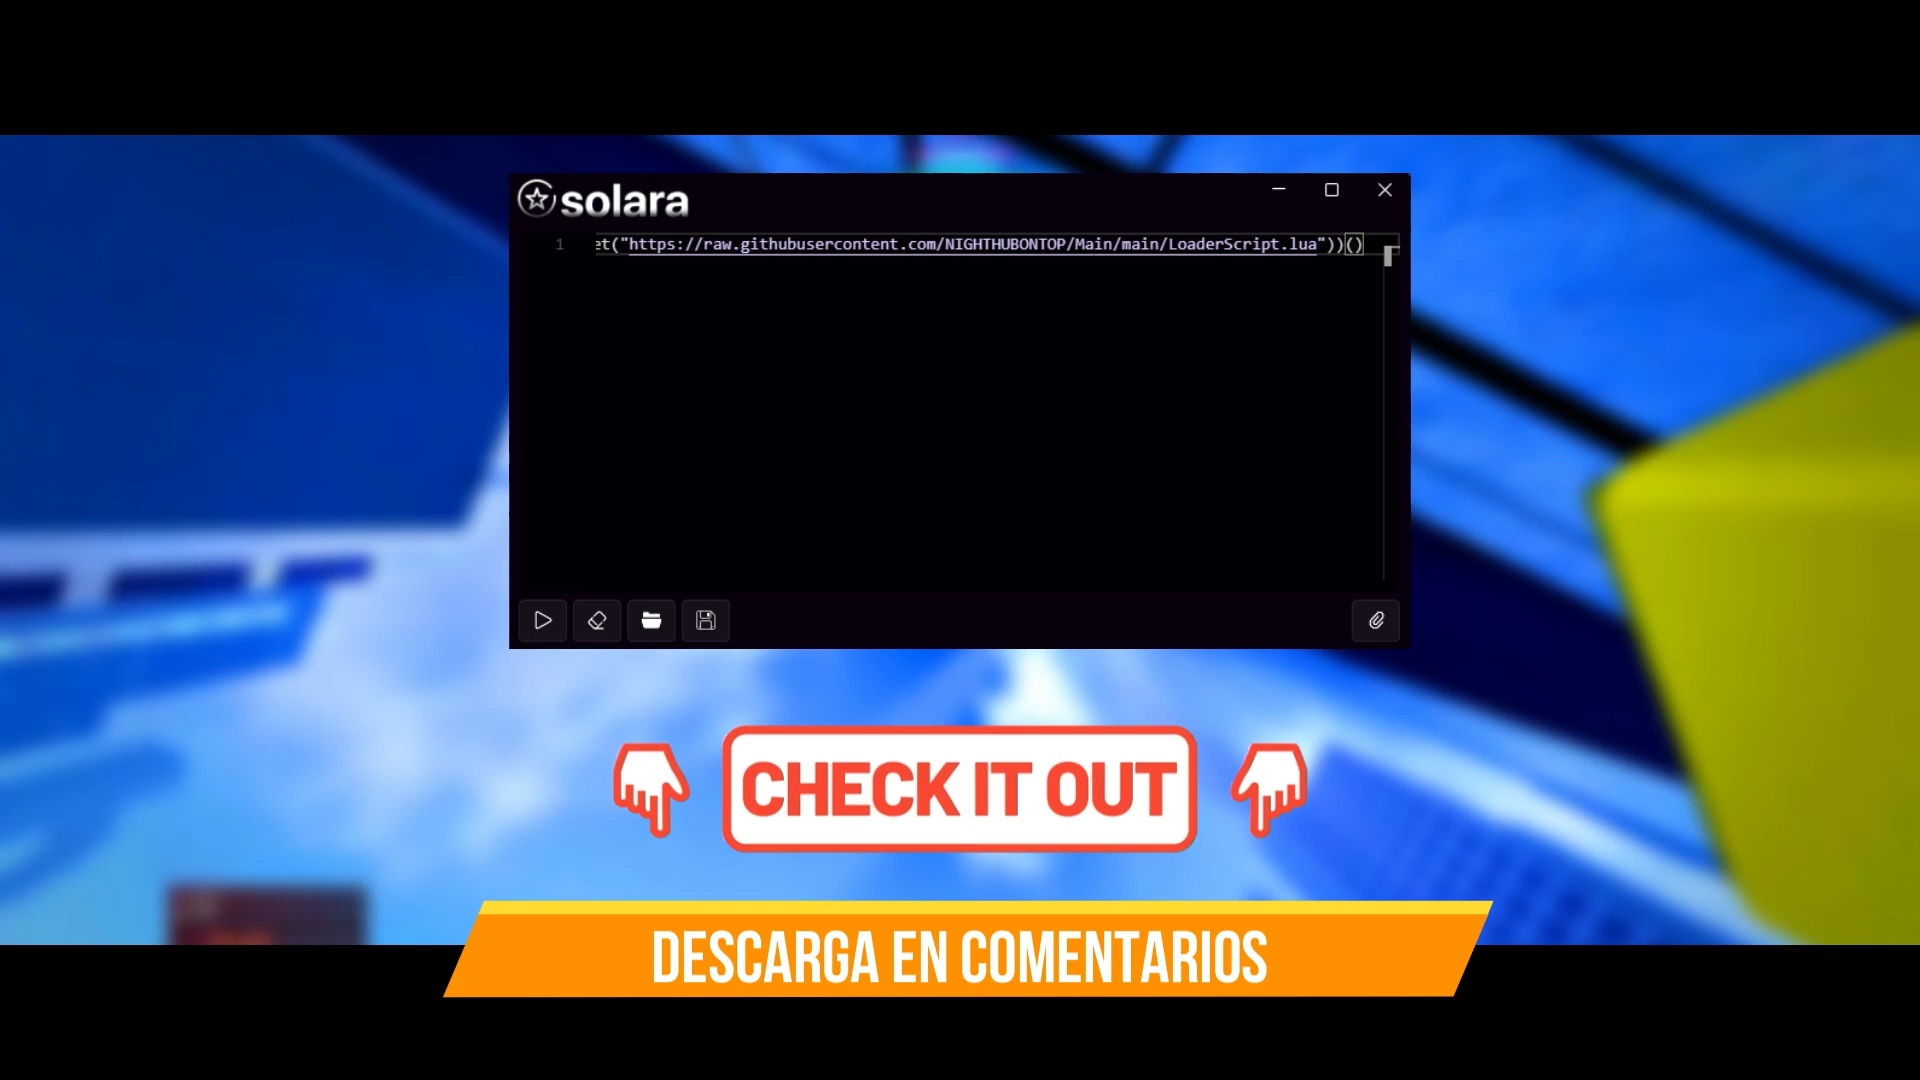 solara
1 et("https://raw.githubusercontent.com/NIGHTHUBONTOP/Main/main/LoaderScript.lua"))()
CHECK IT OUT
DESCARGA EN COMENTARIOS